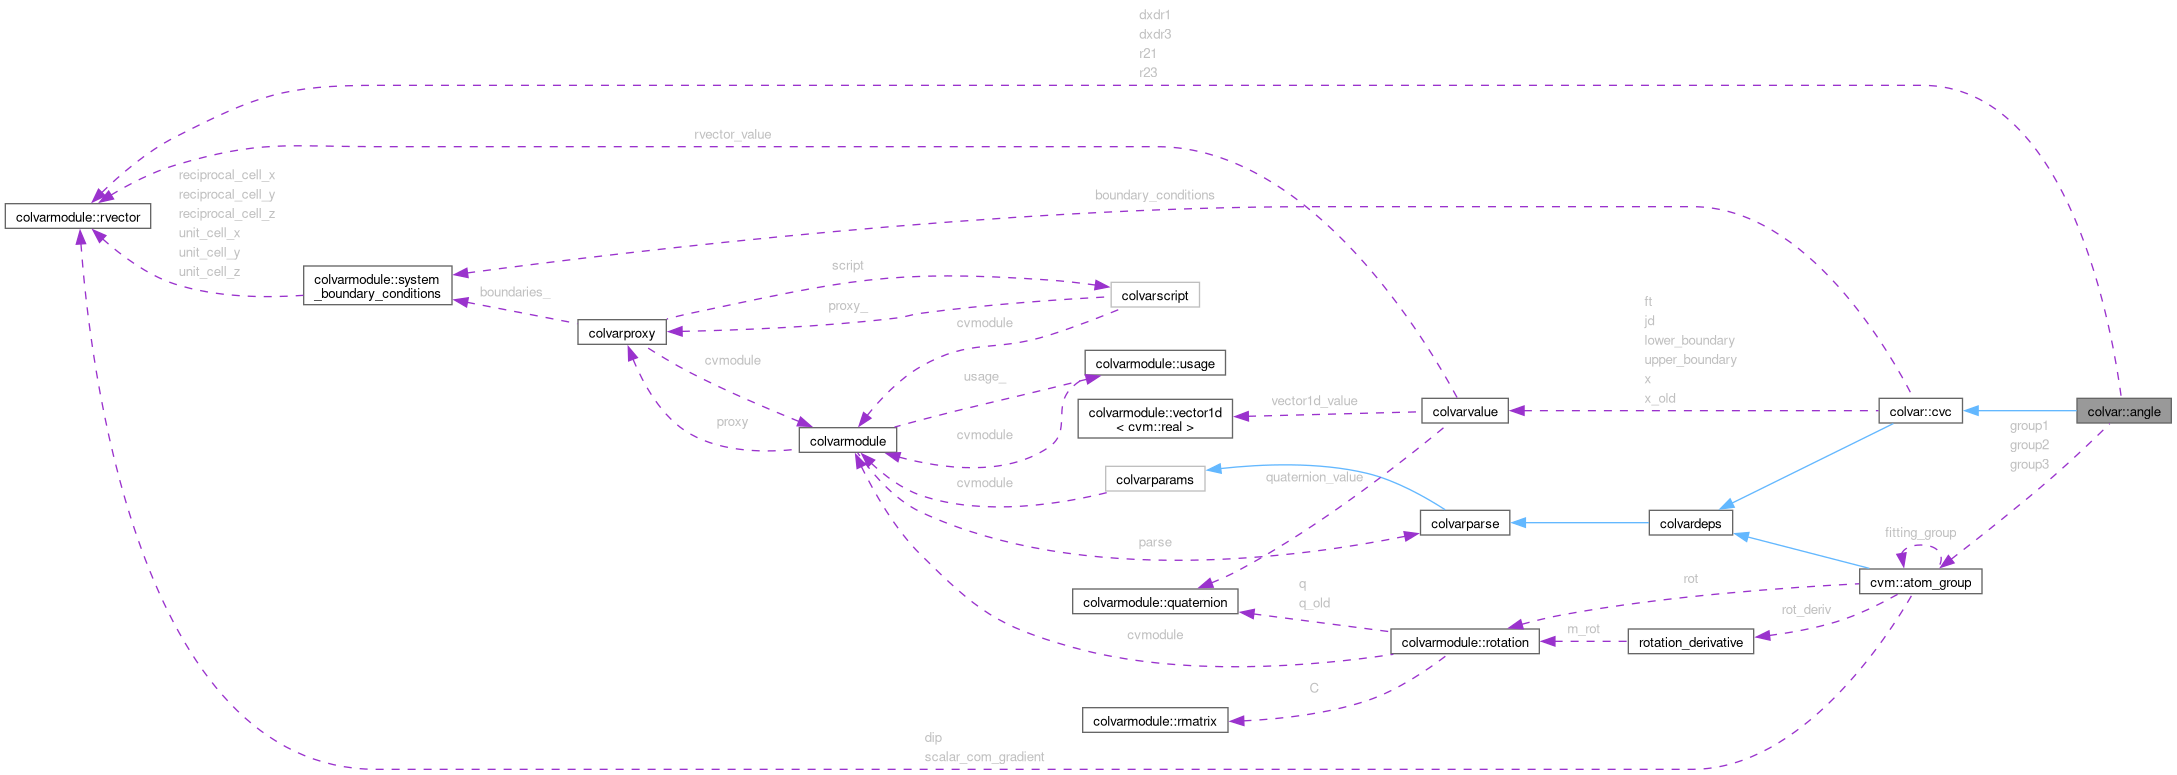 dxdr1
dxdr3
r21
r23
rvector_value
reciprocal_cell_x
reciprocal_cell_y
reciprocal_cell_z
unit_cell_x
unit_cell_y
unit_cell_z
boundary_conditions
colvarmodule::rvector
colvarmodule::system
_boundary_conditions
boundaries_
script
proxy_
colvarscript
cvmodule
colvarproxy
cvmodule
proxy
usage_
colvarmodule::usage
ft
jd
lower_boundary
upper_boundary
x
x_old
vector1d_value
colvarmodule::vector1d
< cvm::real >
colvarvalue
colvar::cvc
colvar::angle
group1
group2
group3
colvarmodule
cvmodule
cvmodule
colvarparams
quaternion_value
colvarparse
colvardeps
parse
fitting_group
cvm::atom_group
rot
rot_deriv
q
q_old
colvarmodule::quaternion
cvmodule
colvarmodule::rotation
m_rot
rotation_derivative
C
colvarmodule::rmatrix
dip
scalar_com_gradient